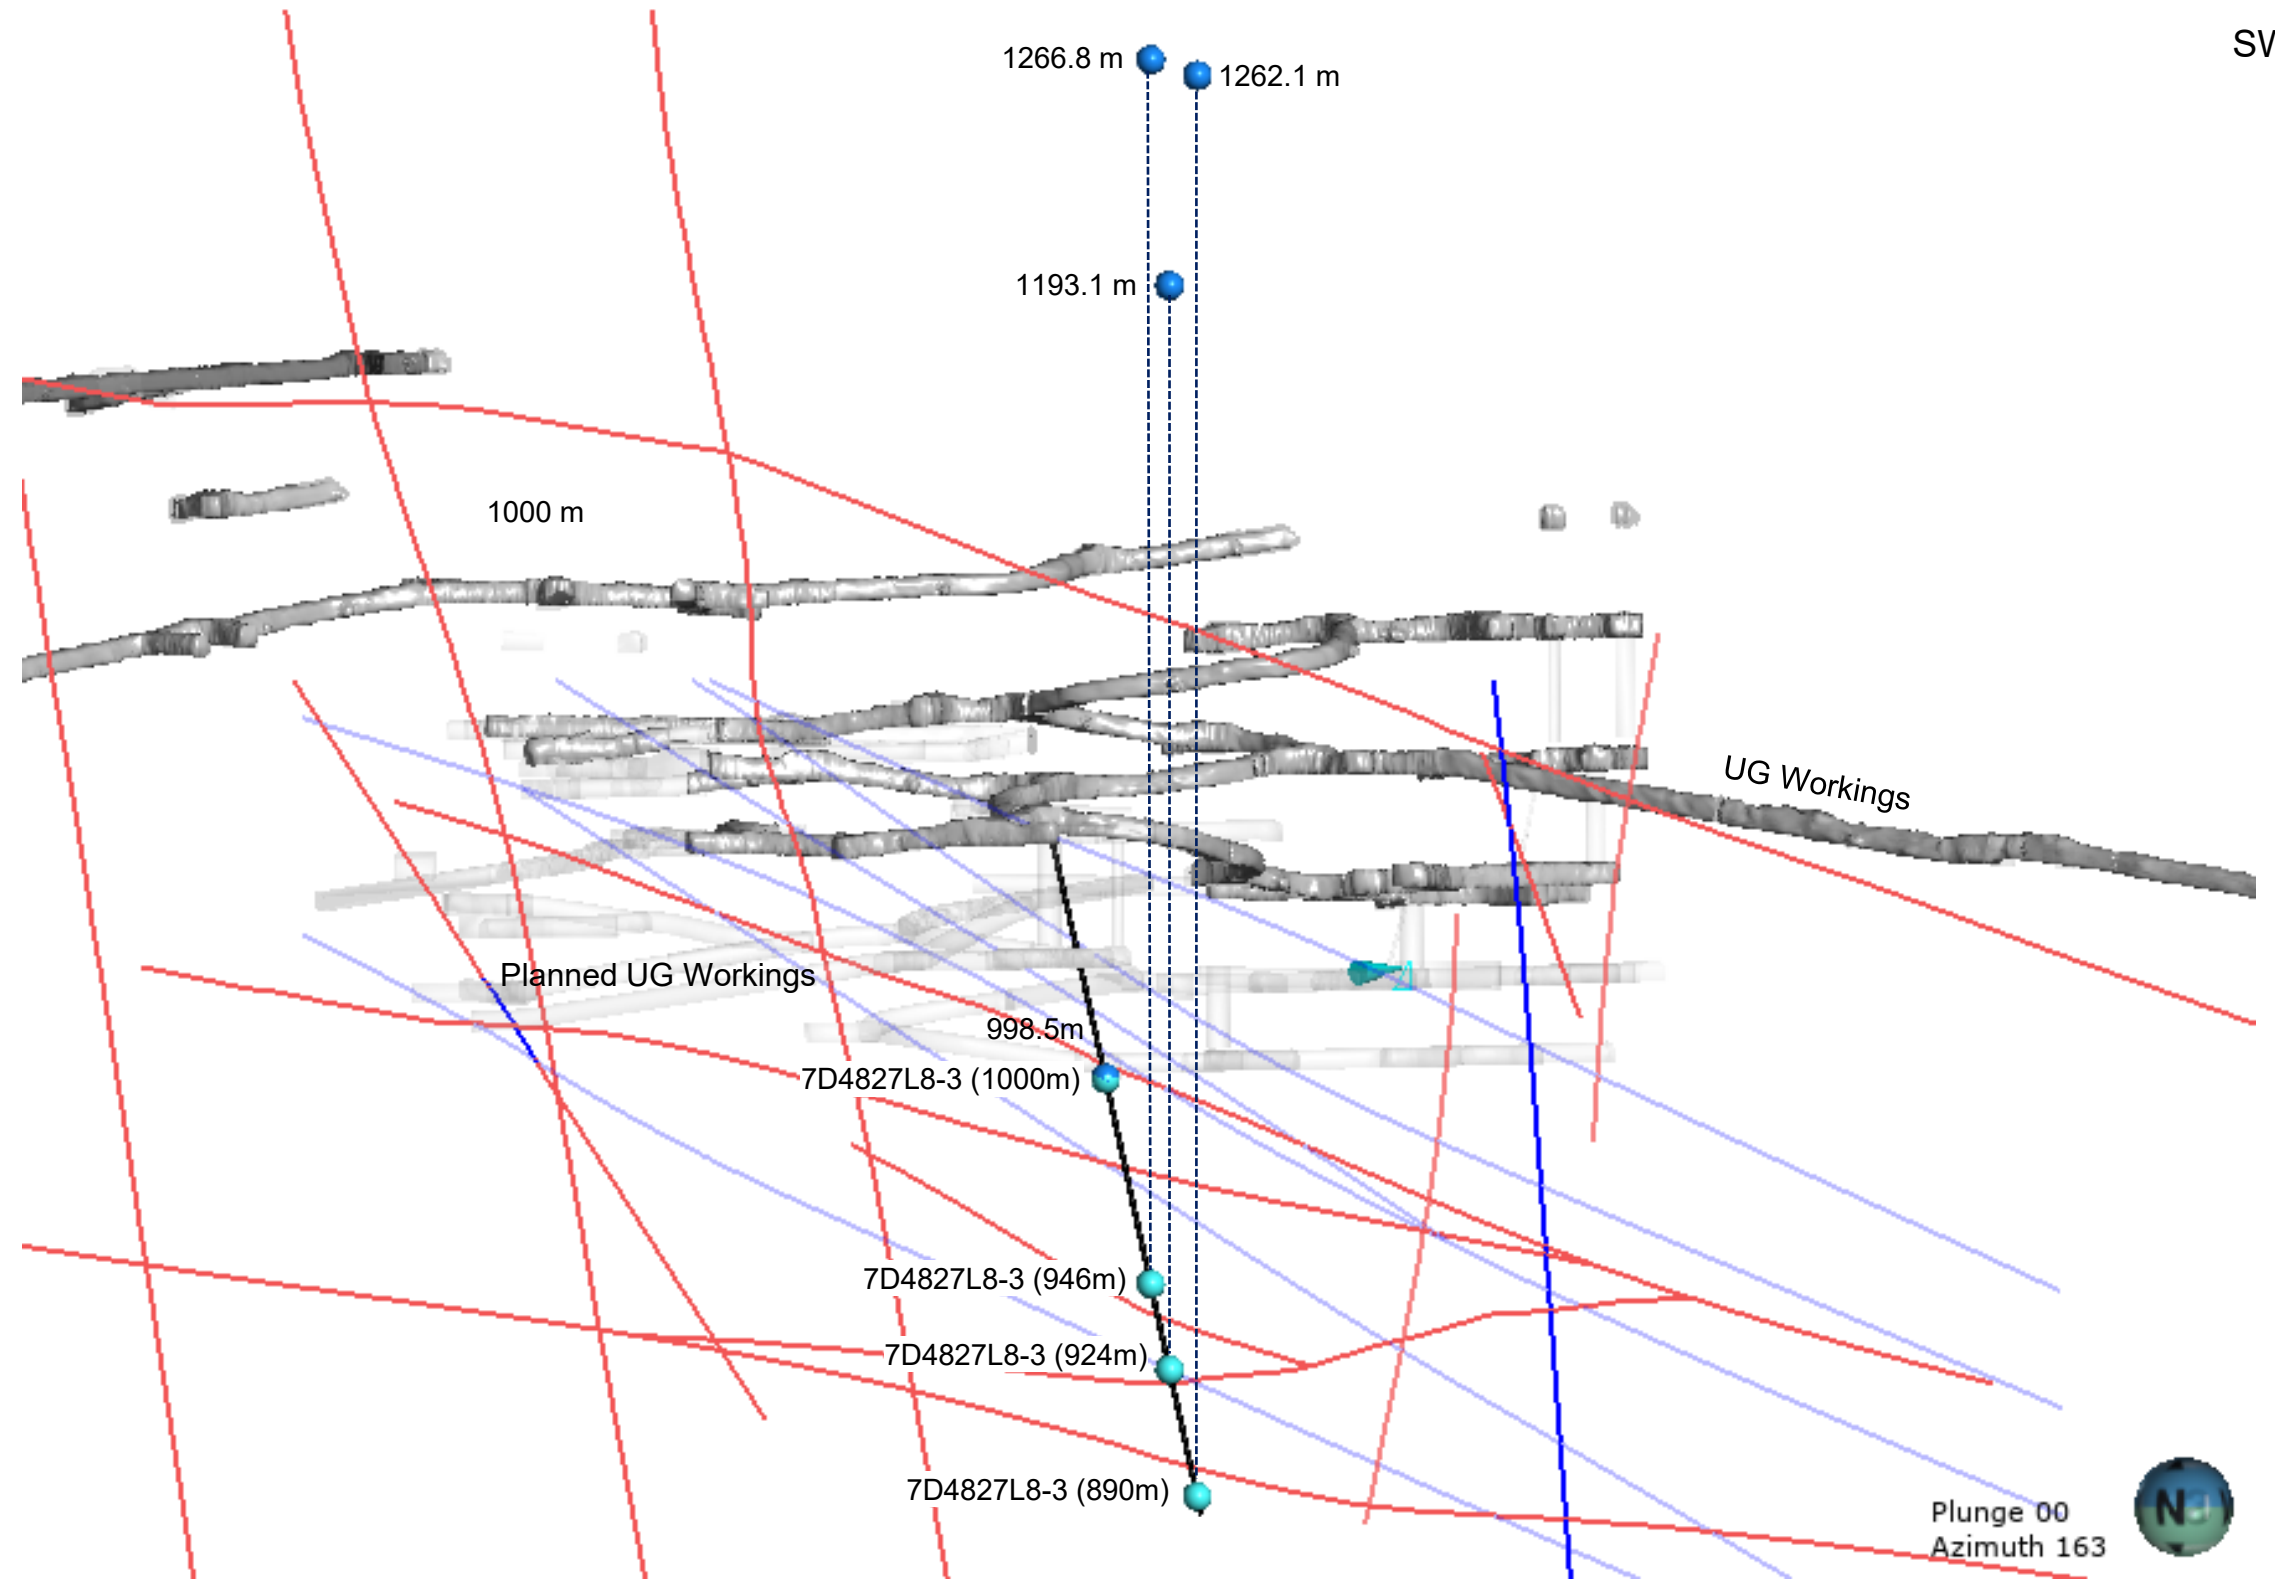 SV
1266.8 m
1262.1 m
1193.1 m
1000 m
UG Workings
Planned UG Workings
998.5m
7D4827L8-3 (1000m)
7D4827L8-3 (946m)
7D4827L8-3 (924m)
7D4827L8-3 (890m)
Plunge 00
Azimuth 163
N